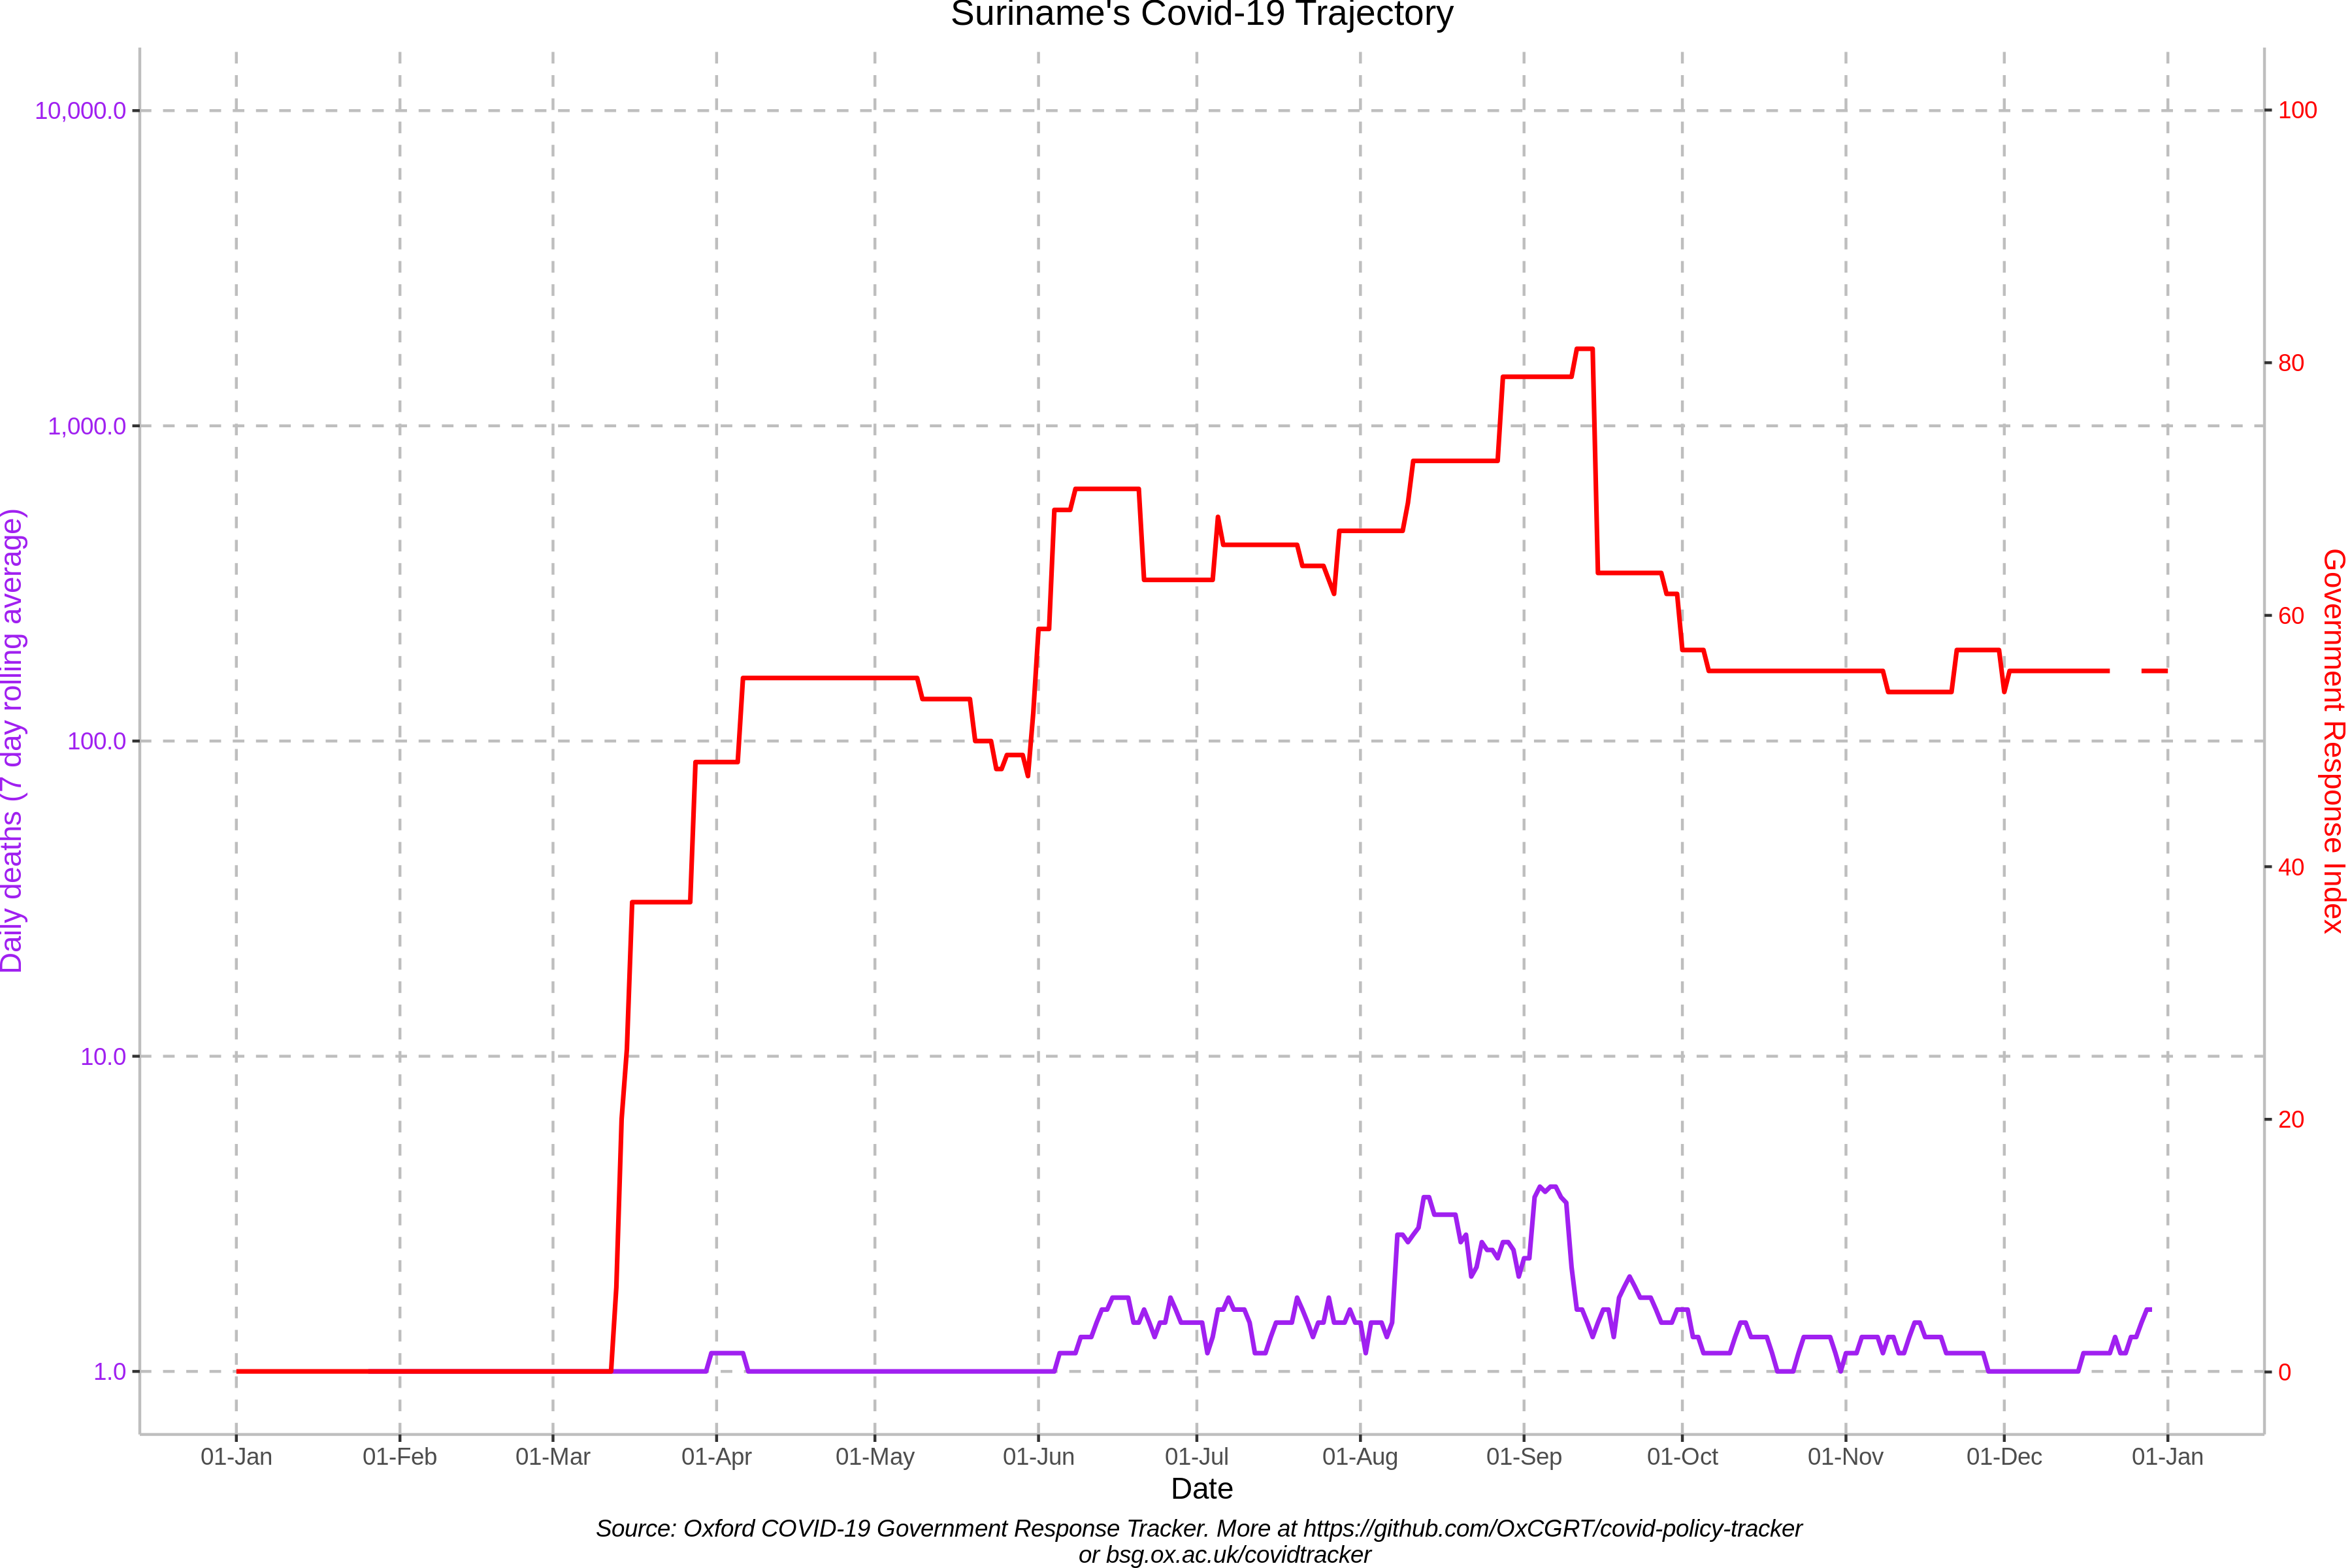 Suriname's Covid-19 Trajectory
10,000.0
1,000.0
100.0
10.0
1.0
Daily deaths (7 day rolling average)
100
80
60
40
20
0
Government Response Index
01-Jan 01-Feb 01-Mar 01-Apr 01-May 01-Jun 01-Jul 01-Aug 01-Sep 01-Oct 01-Nov 01-Dec 01-Jan
Date
Source: Oxford COVID-19 Government Response Tracker. More at https://github.com/OxCGRT/covid-policy-tracker
or bsg.ox.ac.uk/covidtracker